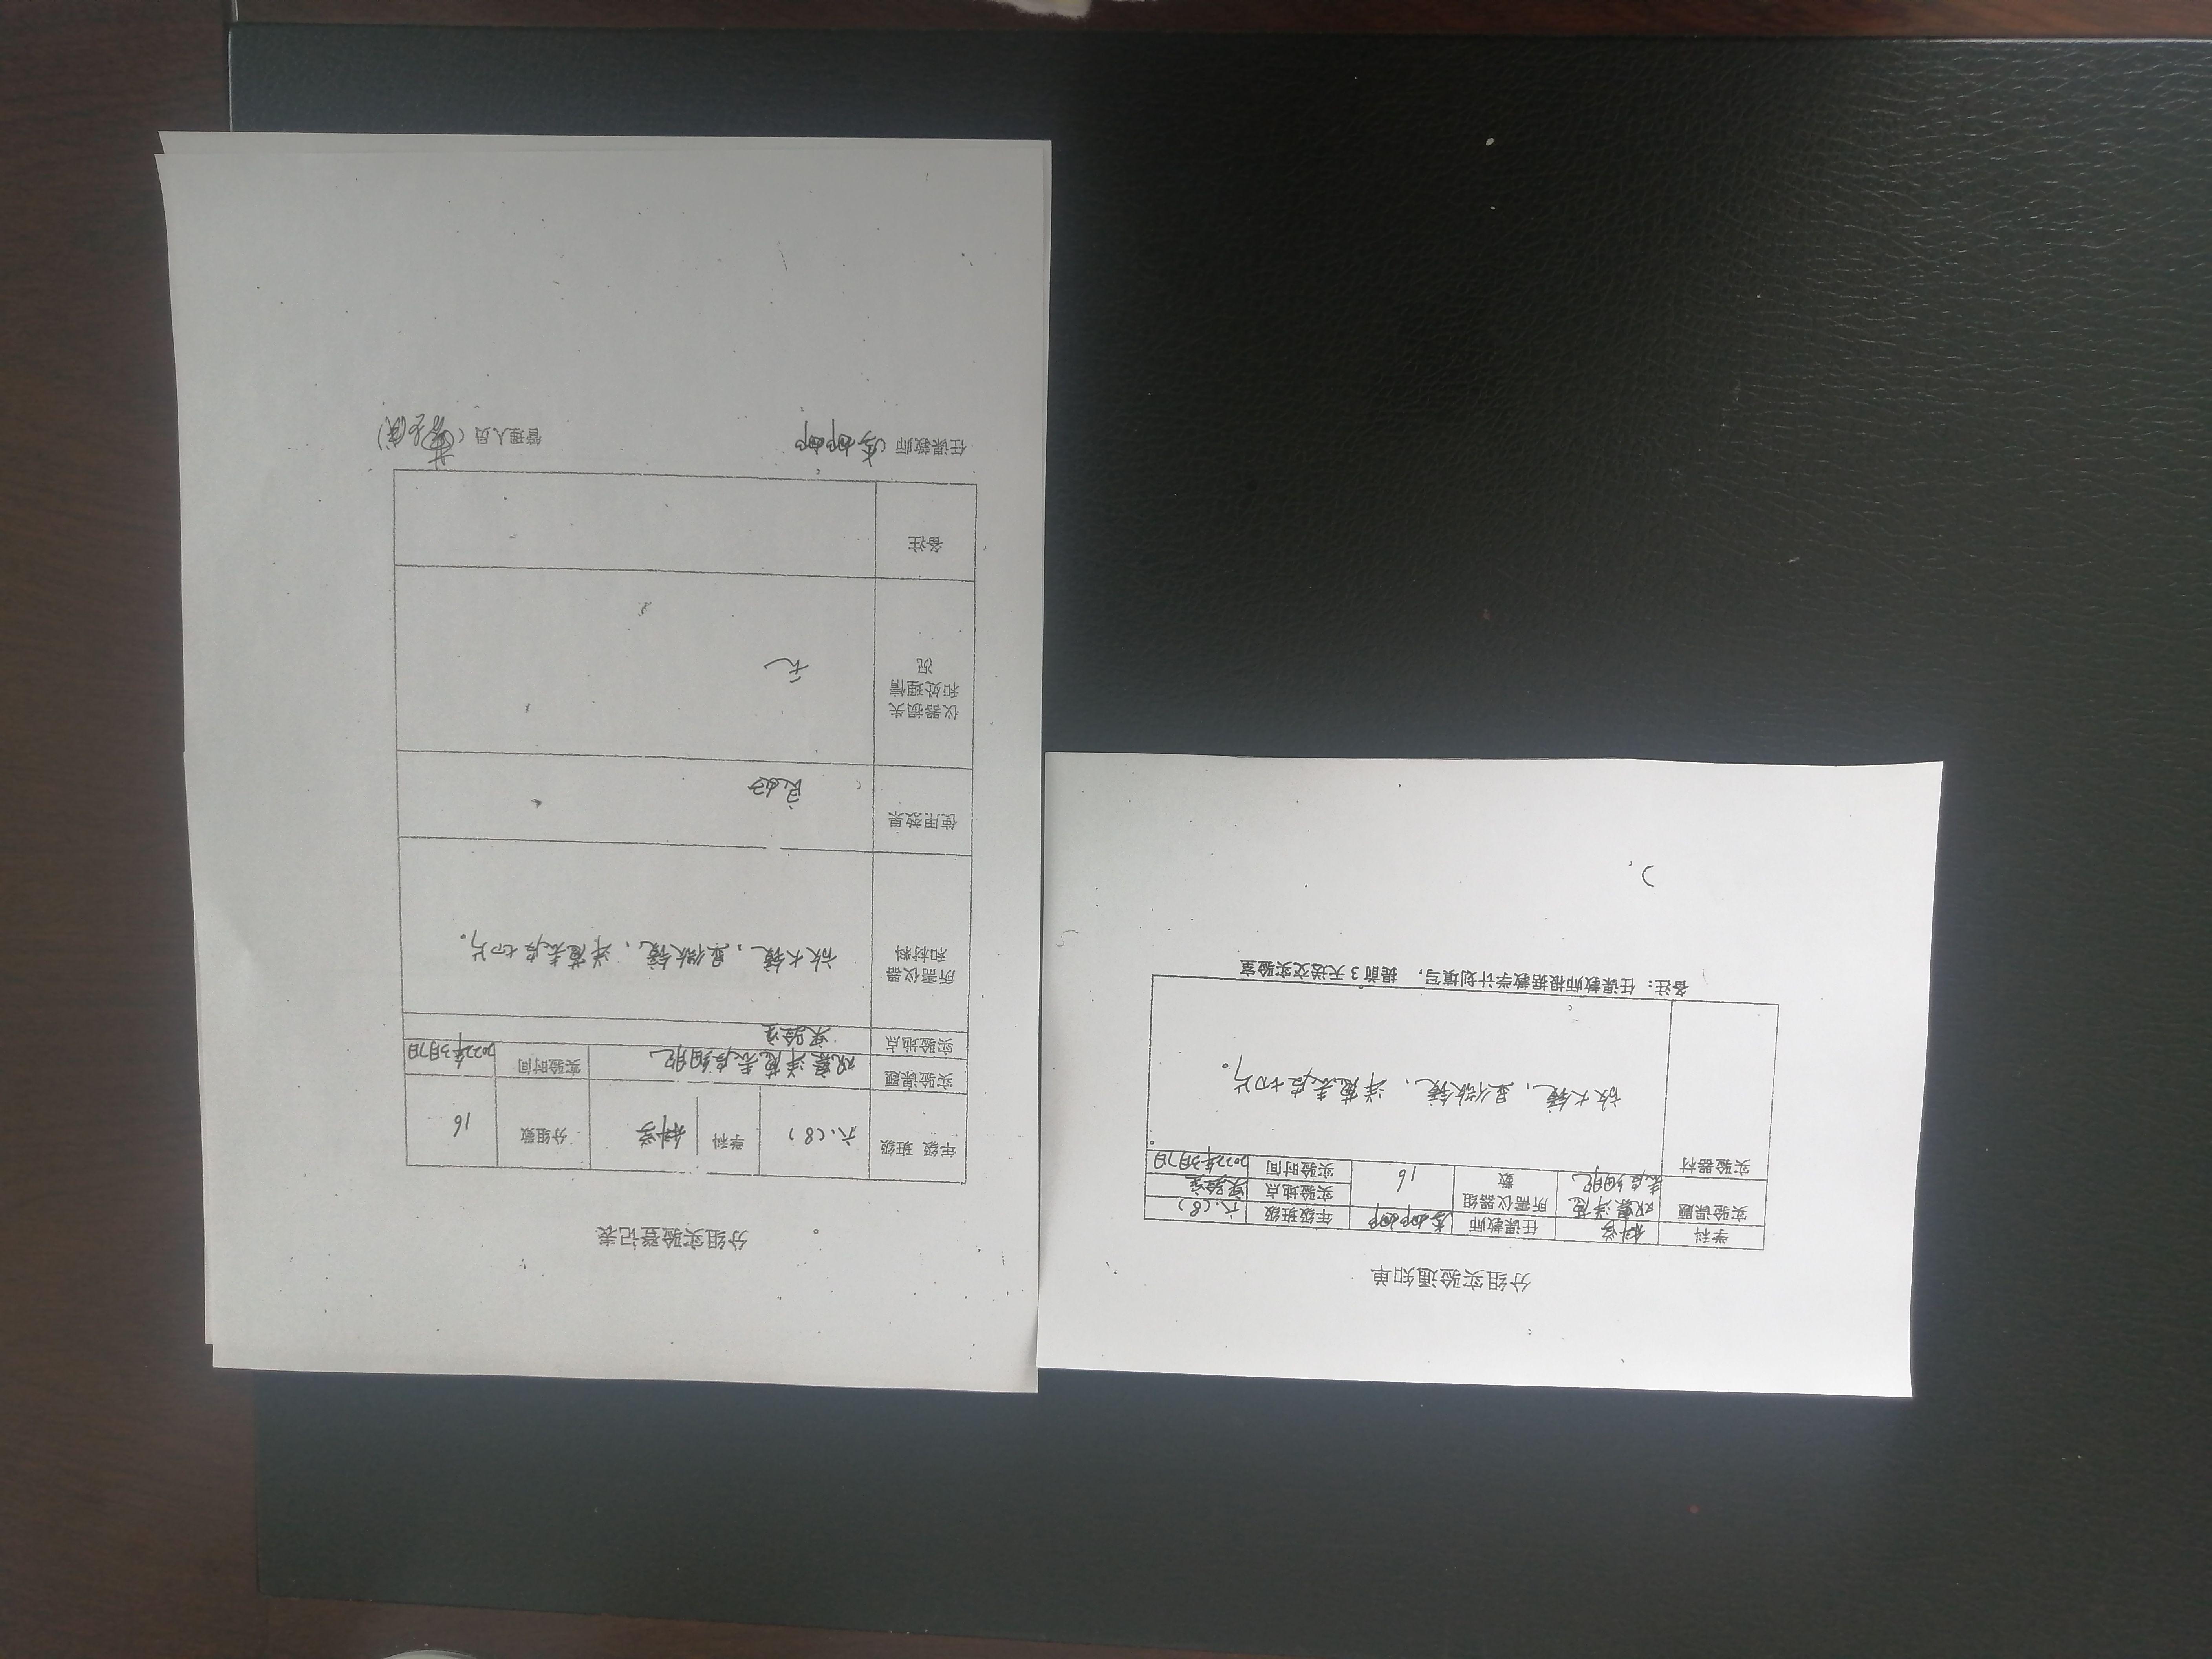 分组实验通知单
学科 科学 任课教师 年级班级 六.(8)
实验课题 观察洋葱表皮细胞 所需仪器组数 16 实验地点 实验室
实验时间 2022年3月7日
实验器材 放大镜、显微镜、洋葱表皮切片。
备注: 任课教师根据教学计划填写, 提前3天送交实验室
分组实验登记表
年级 班级 六.(8) 学科 科学 分组数 16
实验课题 观察洋葱表皮细胞 实验时间 2022年3月7日
实验地点 实验室
所需仪器
和材料 放大镜、显微镜、洋葱表皮切片。
使用效果 良好
仪器损失
和处理情
况 无
备注
任课教师( 管理人员(